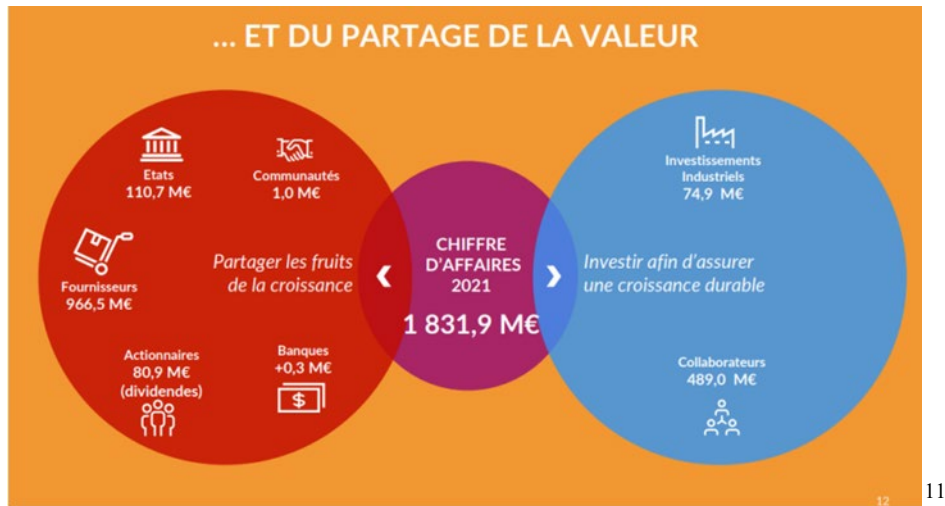 ... ET DU PARTAGE DE LA VALEUR
Etats
110,7 M€
Communautés
1,0 M€
Fournisseurs
966,5 M€
Partager les fruits
de la croissance
Actionnaires
80,9 M€
(dividendes)
Banques
+0,3 M€
$
‹
CHIFFRE
D'AFFAIRES
2021
1 831,9 M€
›
Investissements
Industriels
74,9 M€
Investir afin d'assurer
une croissance durable
Collaborateurs
489,0 M€
12
11